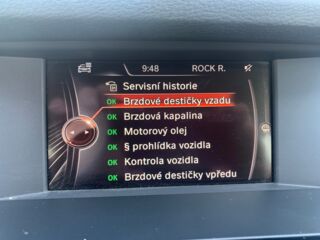 9:48 ROCK R.
Servisní historie
OK Brzdové destičky vzadu
OK Brzdová kapalina
OK Motorový olej
OK § prohlídka vozidla
OK Kontrola vozidla
OK Brzdové destičky vpředu